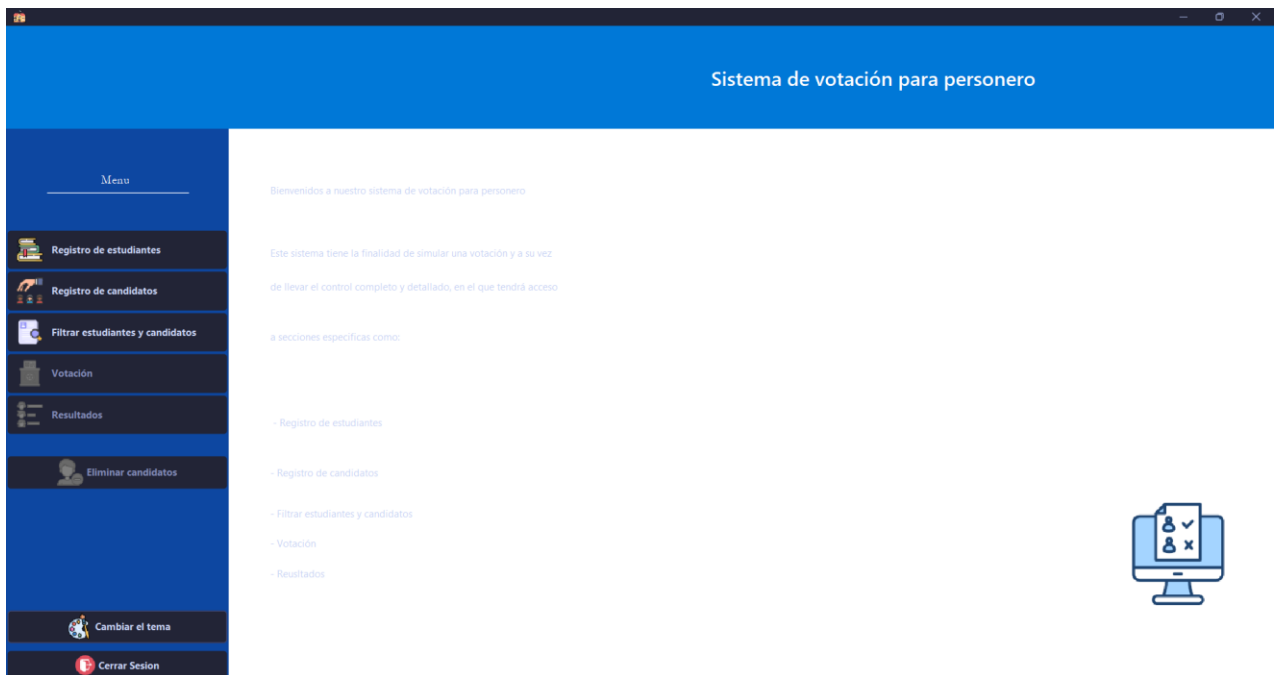 Sistema de votación para personero
Menu
Registro de estudiantes
Registro de candidatos
Filtrar estudiantes y candidatos
Votación
Resultados
Eliminar candidatos
Cambiar el tema
Cerrar Sesion
Bienvenidos a nuestro sistema de votación para personero
Este sistema tiene la finalidad de simular una votación y a su vez
de llevar el control completo y detallado, en el que tendrá acceso
a secciones especificas como:
- Registro de estudiantes
- Registro de candidatos
- Filtrar estudiantes y candidatos
- Votación
- Reusltados